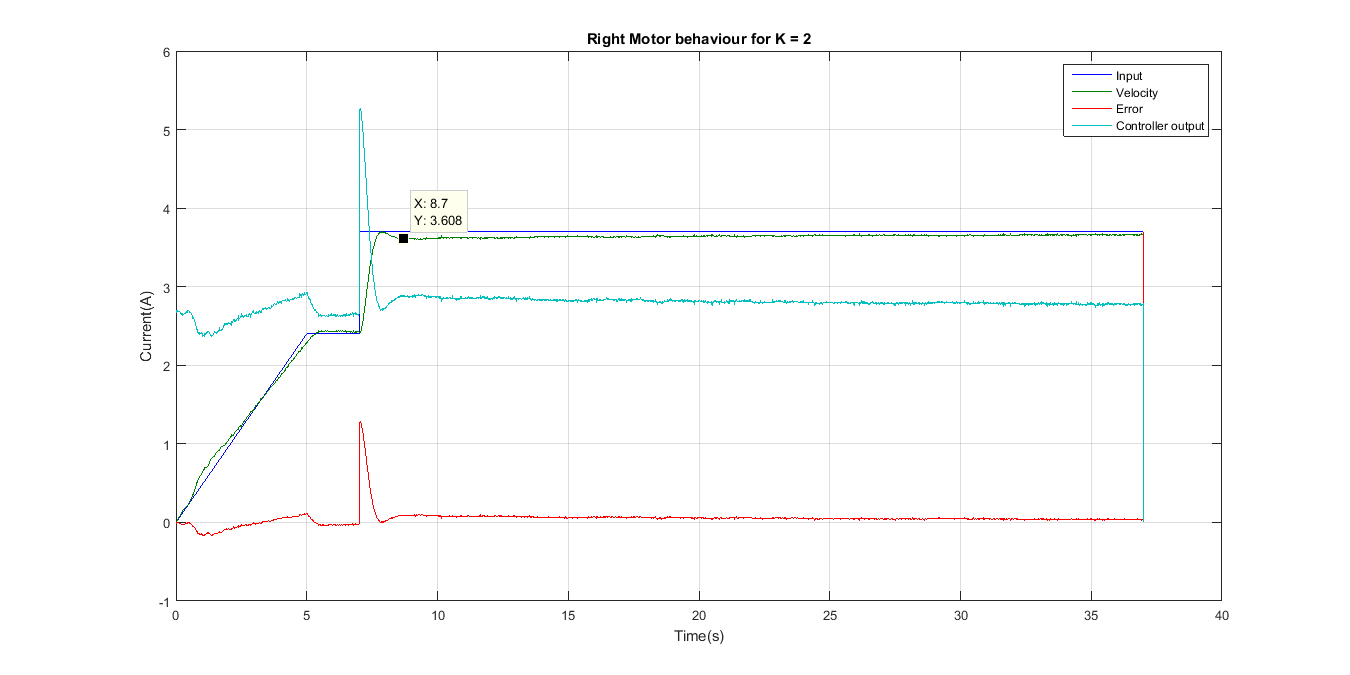 Right Motor behaviour for K = 2
6
5
4
3
2
1
0
-1
Current(A)
Input
Velocity
Error
Controller output
X: 8.7
Y: 3.608
0 5 10 15 20 25 30 35 40
Time(s)